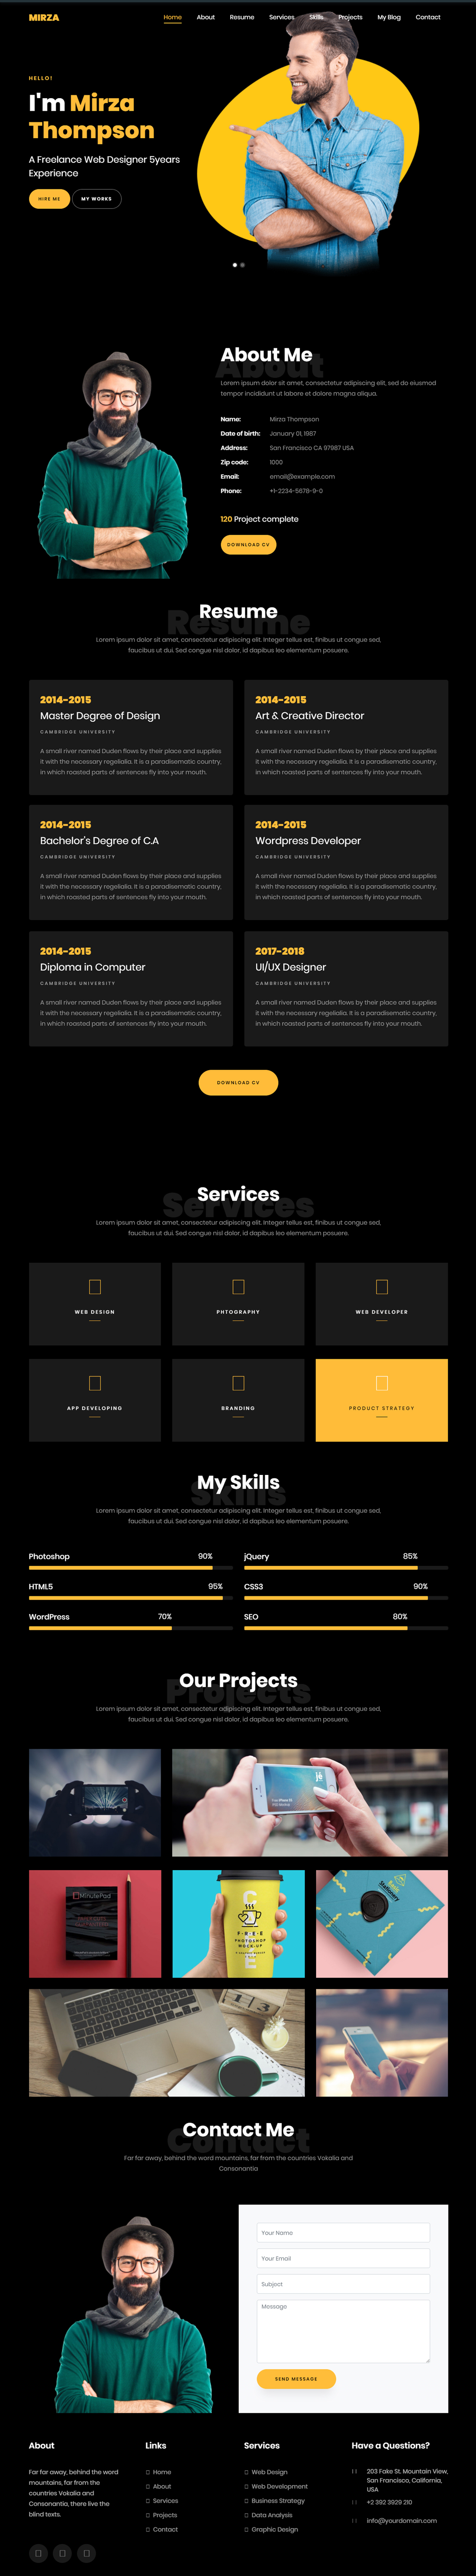 MIRZA
Home About Resume Services Skills Projects My Blog Contact
HELLO!
I'm Mirza
Thompson
A Freelance Web Designer 5years
Experience
HIRE ME MY WORKS
About
About Me
Lorem ipsum dolor sit amet, consectetur adipisicing elit, sed do eiusmod
tempor incididunt ut labore et dolore magna aliqua.
Name: Mirza Thompson
Date of birth: January 01, 1987
Address: San Francisco CA 97987 USA
Zip code: 1000
Email: email@example.com
Phone: +1-2234-5678-9-0
120 Project complete
DOWNLOAD CV
Resume
Resume
Lorem ipsum dolor sit amet, consectetur adipiscing elit. Integer tellus est, finibus ut congue sed,
faucibus ut dui. Sed congue nisl dolor, id dapibus leo elementum posuere.
2014-2015
Master Degree of Design
CAMBRIDGE UNIVERSITY
A small river named Duden flows by their place and supplies
it with the necessary regelialia. It is a paradisematic country,
in which roasted parts of sentences fly into your mouth.
2014-2015
Art & Creative Director
CAMBRIDGE UNIVERSITY
A small river named Duden flows by their place and supplies
it with the necessary regelialia. It is a paradisematic country,
in which roasted parts of sentences fly into your mouth.
2014-2015
Bachelor's Degree of C.A
CAMBRIDGE UNIVERSITY
A small river named Duden flows by their place and supplies
it with the necessary regelialia. It is a paradisematic country,
in which roasted parts of sentences fly into your mouth.
2014-2015
Wordpress Developer
CAMBRIDGE UNIVERSITY
A small river named Duden flows by their place and supplies
it with the necessary regelialia. It is a paradisematic country,
in which roasted parts of sentences fly into your mouth.
2014-2015
Diploma in Computer
CAMBRIDGE UNIVERSITY
A small river named Duden flows by their place and supplies
it with the necessary regelialia. It is a paradisematic country,
in which roasted parts of sentences fly into your mouth.
2017-2018
UI/UX Designer
CAMBRIDGE UNIVERSITY
A small river named Duden flows by their place and supplies
it with the necessary regelialia. It is a paradisematic country,
in which roasted parts of sentences fly into your mouth.
DOWNLOAD CV
Services
Services
Lorem ipsum dolor sit amet, consectetur adipiscing elit. Integer tellus est, finibus ut congue sed,
faucibus ut dui. Sed congue nisl dolor, id dapibus leo elementum posuere.
WEB DESIGN
PHTOGRAPHY
WEB DEVELOPER
APP DEVELOPING
BRANDING
PRODUCT STRATEGY
Skills
My Skills
Lorem ipsum dolor sit amet, consectetur adipiscing elit. Integer tellus est, finibus ut congue sed,
faucibus ut dui. Sed congue nisl dolor, id dapibus leo elementum posuere.
Photoshop 90%
jQuery 85%
HTML5 95%
CSS3 90%
WordPress 70%
SEO 80%
Projects
Our Projects
Lorem ipsum dolor sit amet, consectetur adipiscing elit. Integer tellus est, finibus ut congue sed,
faucibus ut dui. Sed congue nisl dolor, id dapibus leo elementum posuere.
MinutePad
FREE
PHOTOSHOP
MOCK-UP
Stationery
13
Contact
Contact Me
Far far away, behind the word mountains, far from the countries Vokalia and
Consonantia
Your Name
Your Email
Subject
Message
SEND MESSAGE
About
Far far away, behind the word
mountains, far from the
countries Vokalia and
Consonantia, there live the
blind texts.
Links
Home
About
Services
Projects
Contact
Services
Web Design
Web Development
Business Strategy
Data Analysis
Graphic Design
Have a Questions?
203 Fake St. Mountain View,
San Francisco, California,
USA
+2 392 3929 210
info@yourdomain.com